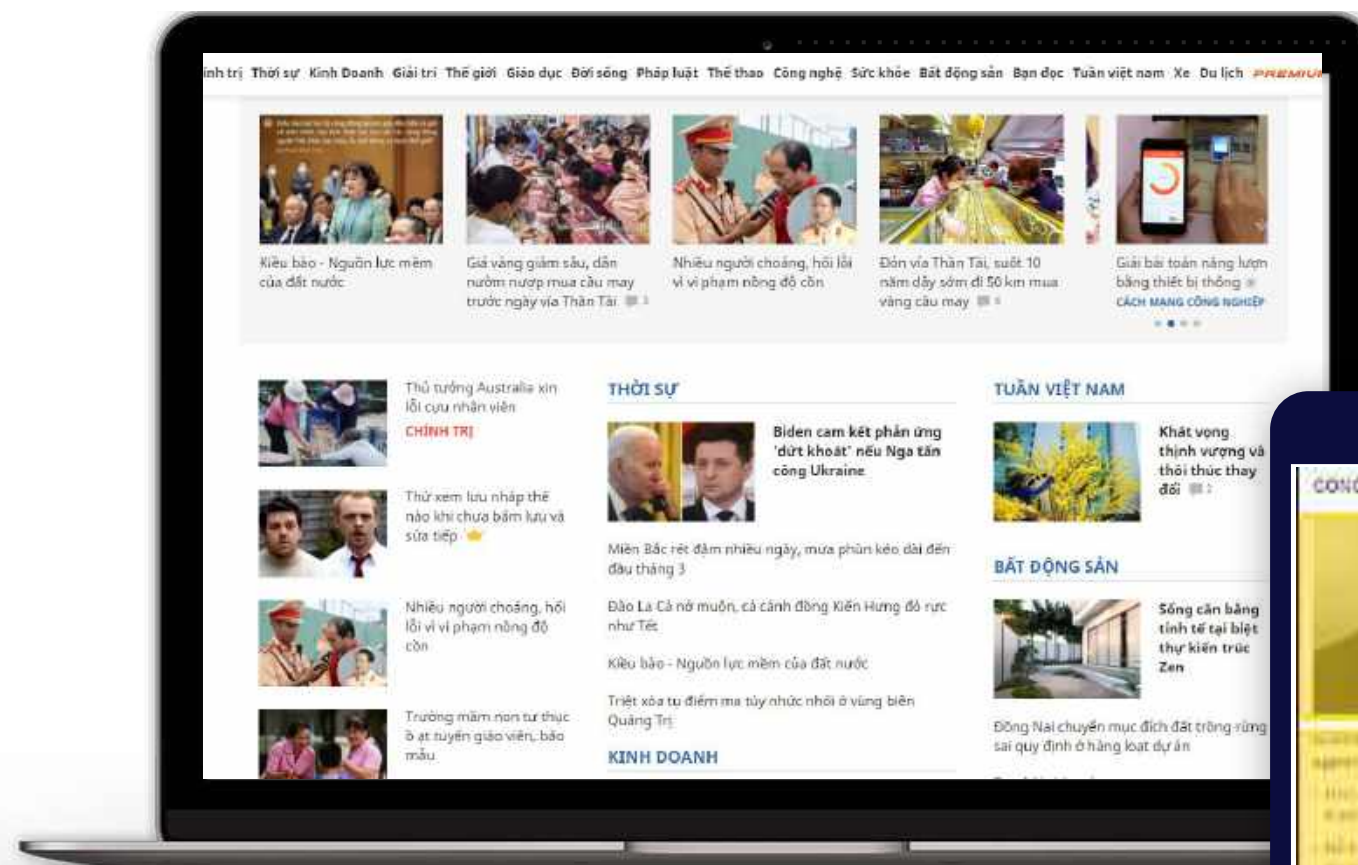 ính trị Thời sự Kinh Doanh Giải trí Thế giới Giáo dục Đời sống Pháp luật Thể thao Công nghệ Sức khỏe Bất động sản Bạn đọc Tuần việt nam Xe Du lịch PREMIUM
Kiều bào - Nguồn lực mềm
của đất nước
Giá vàng giảm sâu, dân
nườm nượp mua cầu may
trước ngày vía Thần Tài 3
Nhiều người choáng, hối lỗi
vì vi phạm nồng độ cồn
Đón vía Thần Tài, suốt 10
năm dậy sớm đi 50 km mua
vàng cầu may
Giải bài toán năng lượn
bằng thiết bị thông
CÁCH MẠNG CÔNG NGHIỆP
Thủ tướng Australia xin
lỗi cựu nhân viên
CHÍNH TRỊ
Thử xem lưu nháp thế
nào khi chưa bấm lưu và
sửa tiếp
Nhiều người choáng, hối
lỗi vì vi phạm nồng độ
cồn
Trường mầm non tư thục
ồ ạt tuyển giáo viên, bảo
mẫu
THỜI SỰ
Biden cam kết phản ứng
'dứt khoát' nếu Nga tấn
công Ukraine
Miền Bắc rét đậm nhiều ngày, mưa phùn kéo dài đến
đầu tháng 3
Đào La Cả nở muộn, cả cánh đồng Kiến Hưng đỏ rực
như Tết
Kiều bào - Nguồn lực mềm của đất nước
Triệt xóa tụ điểm ma túy nhức nhối ở vùng biên
Quảng Trị
KINH DOANH
TUẦN VIỆT NAM
Khát vọng
thịnh vượng và
thôi thúc thay
đổi 2
BẤT ĐỘNG SẢN
Sống cân bằng
tinh tế tại biệt
thự kiến trúc
Zen
Đồng Nai chuyển mục đích đất trồng rừng
sai quy định ở hàng loạt dự án
CÔNG